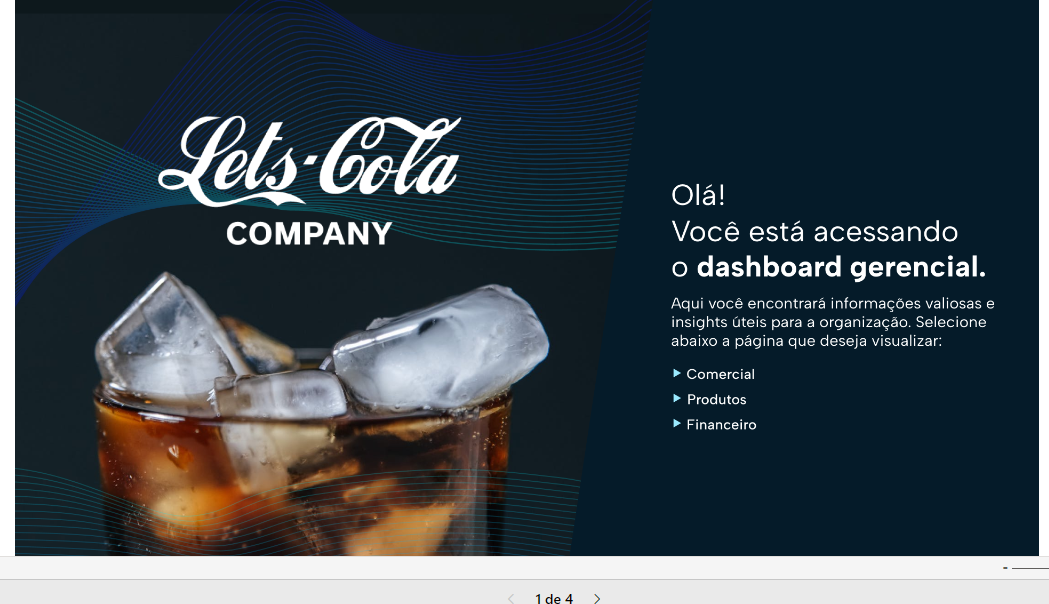 Lets-Cola
COMPANY
Olá!
Você está acessando
o dashboard gerencial.
Aqui você encontrará informações valiosas e
insights úteis para a organização. Selecione
abaixo a página que deseja visualizar:
Comercial
Produtos
Financeiro
1 de 4